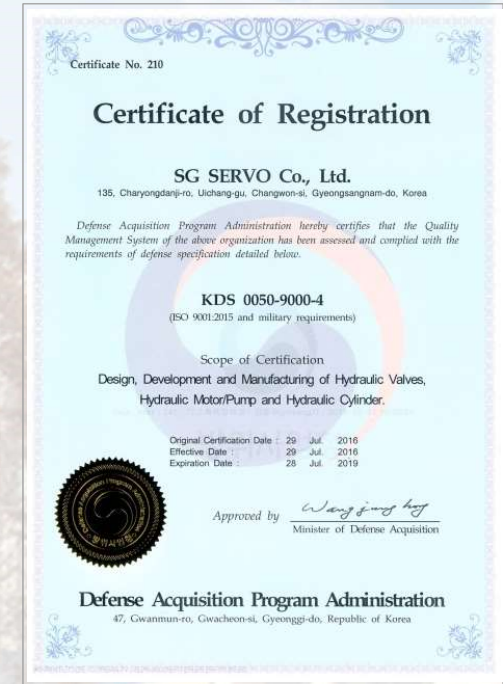 Certificate No. 210
Certificate of Registration
SG SERVO Co., Ltd.
135, Charyongdanji-ro, Uichang-gu, Changwon-si, Gyeongsangnam-do, Korea
Defense Acquisition Program Administration hereby certifies that the Quality
Management System of the above organization has been assessed and complied with the
requirements of defense specification detailed below.
KDS 0050-9000-4
(ISO 9001:2015 and military requirements)
Scope of Certification
Design, Development and Manufacturing of Hydraulic Valves,
Hydraulic Motor/Pump and Hydraulic Cylinder.
Original Certification Date : 29 Jul. 2016
Effective Date : 29 Jul. 2016
Expiration Date : 28 Jul. 2019
Approved by
Minister of Defense Acquisition
Defense Acquisition Program Administration
47, Gwanmun-ro, Gwacheon-si, Gyeonggi-do, Republic of Korea